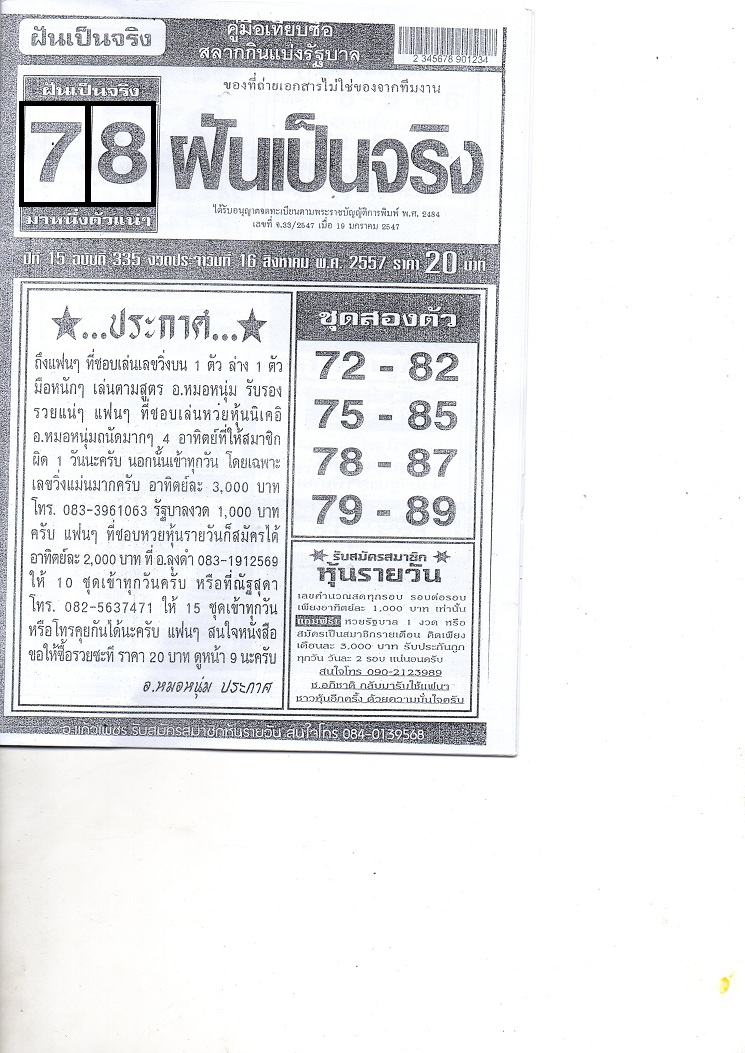 ฝันเป็นจริง
คู่มือเทียบซื้อ
สลากกินแบ่งรัฐบาล
2 345678 901234
ฝันเป็นจริง
78
มาหนึ่งตัวแน่ๆ
ของที่ถ่ายเอกสารไม่ใช่ของจากทีมงาน
ฝันเป็นจริง
ได้รับอนุญาตจดทะเบียนตามพระราชบัญญัติการพิมพ์ พ.ศ. 2484
เลขที่ จ.33/2547 เมื่อ 19 มกราคม 2547
ปีที่ 15 ฉบับที่ 335 งวดประจำวันที่ 16 สิงหาคม พ.ศ. 2557 ราคา 20 บาท
★...ประกาศ...★
ถึงแฟนๆ ที่ชอบเล่นเลขวิ่งบน 1 ตัว ล่าง 1 ตัว
มือหนักๆ เล่นตามสูตร อ.หมอหนุ่ม รับรอง
รวยแน่ๆ แฟนๆ ที่ชอบเล่นหวยหุ้นนิเคอิ
อ.หมอหนุ่มถนัดมากๆ 4 อาทิตย์ที่ให้สมาชิก
ผิด 1 วันนะครับ นอกนั้นเข้าทุกวัน โดยเฉพาะ
เลขวิ่งแม่นมากครับ อาทิตย์ละ 3,000 บาท
โทร. 083-3961063 รัฐบาลงวด 1,000 บาท
ครับ แฟนๆ ที่ชอบหวยหุ้นรายวันก็สมัครได้
อาทิตย์ละ 2,000 บาท ที่ อ.ลุงดำ 083-1912569
ให้ 10 ชุดเข้าทุกวันครับ หรือที่ณัฐสุดา
โทร. 082-5637471 ให้ 15 ชุดเข้าทุกวัน
หรือโทรคุยกันได้นะครับ แฟนๆ สนใจหนังสือ
ขอให้ซื้อรวยซะที ราคา 20 บาท ดูหน้า 9 นะครับ
อ.หมอหนุ่ม ประกาศ
ชุดสองตัว
72 - 82
75 - 85
78 - 87
79 - 89
★ รับสมัครสมาชิก ★
หุ้นรายวัน
เลขคำนวณสดทุกรอบ รอบต่อรอบ
เพียงอาทิตย์ละ 1,000 บาท เท่านั้น
แถมฟรี! หวยรัฐบาล 1 งวด หรือ
สมัครเป็นสมาชิกรายเดือน คิดเพียง
เดือนละ 3,000 บาท รับประกันถูก
ทุกวัน วันละ 2 รอบ แน่นอนครับ
สนใจโทร 090-2123989
ช.อภิชาติ กลับมารับใช้แฟนๆ
ชาวหุ้นอีกครั้ง ด้วยความมั่นใจครับ
อ.แก้วเพชร รับสมัครสมาชิกหุ้นรายวัน สนใจโทร 084-0139568